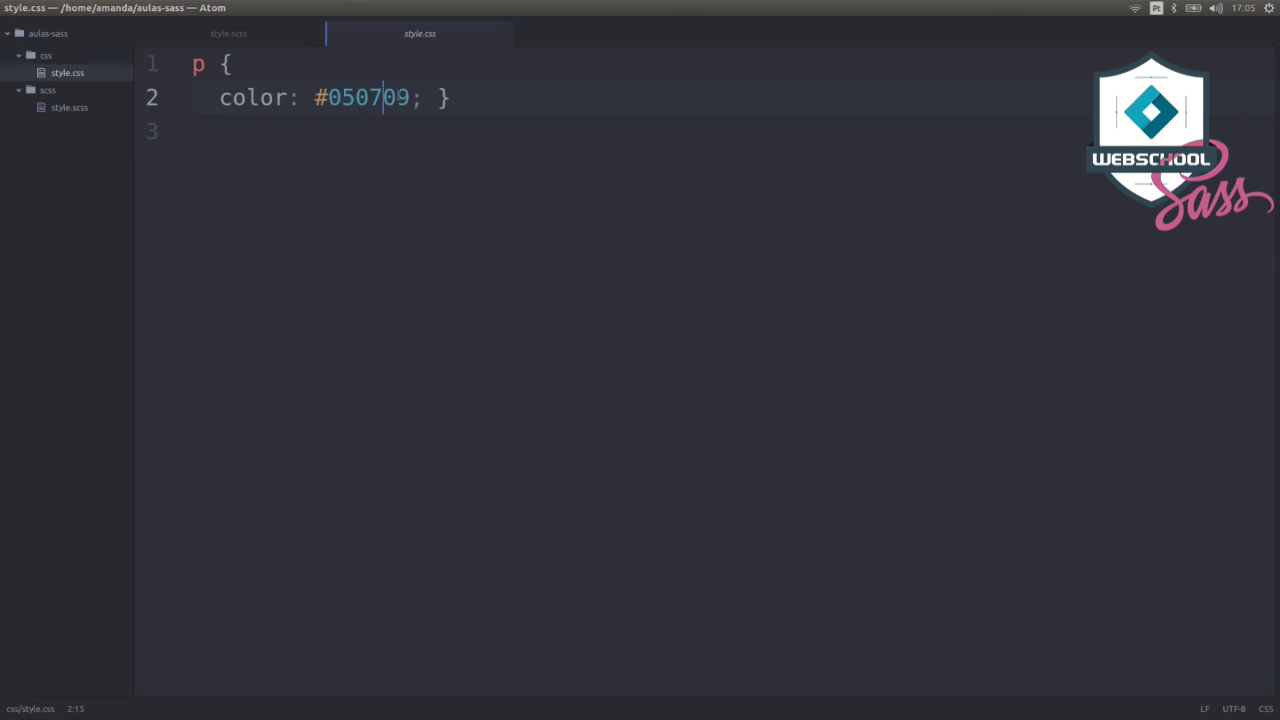 style.css — /home/amanda/aulas-sass — Atom
Pt
17:05
aulas-sass
css
style.css
scss
style.scss
style.scss
style.css
1 p {
2 color: #050709; }
3
WEBSCHOOL
Sass
css/style.css 2:15
LF UTF-8 CSS